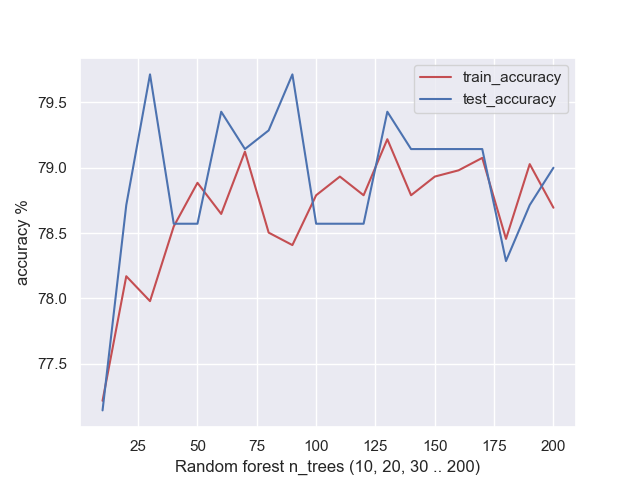 train_accuracy
test_accuracy
79.5
79.0
78.5
78.0
77.5
accuracy %
25 50 75 100 125 150 175 200
Random forest n_trees (10, 20, 30 .. 200)